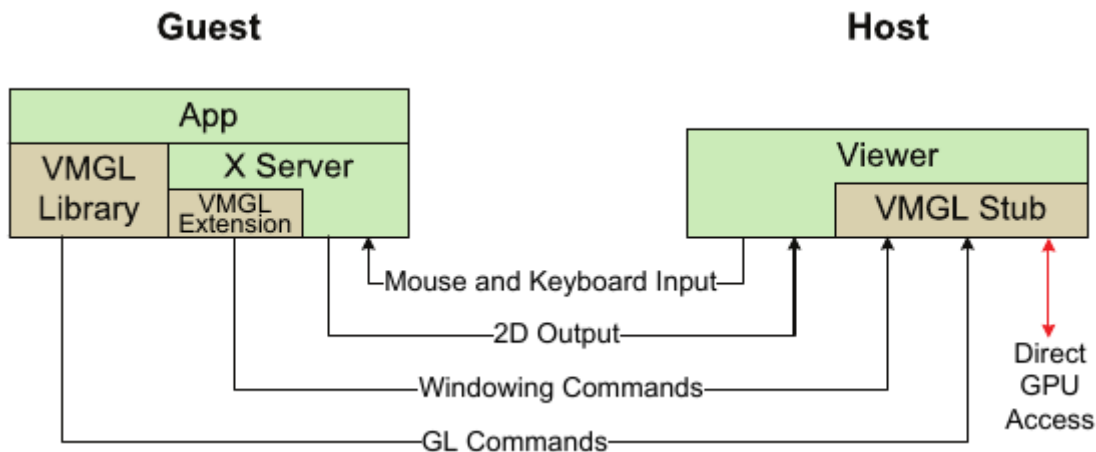 Guest
Host
App
VMGL
Library
X Server
VMGL
Extension
Viewer
VMGL Stub
Mouse and Keyboard Input
2D Output
Windowing Commands
GL Commands
Direct
GPU
Access